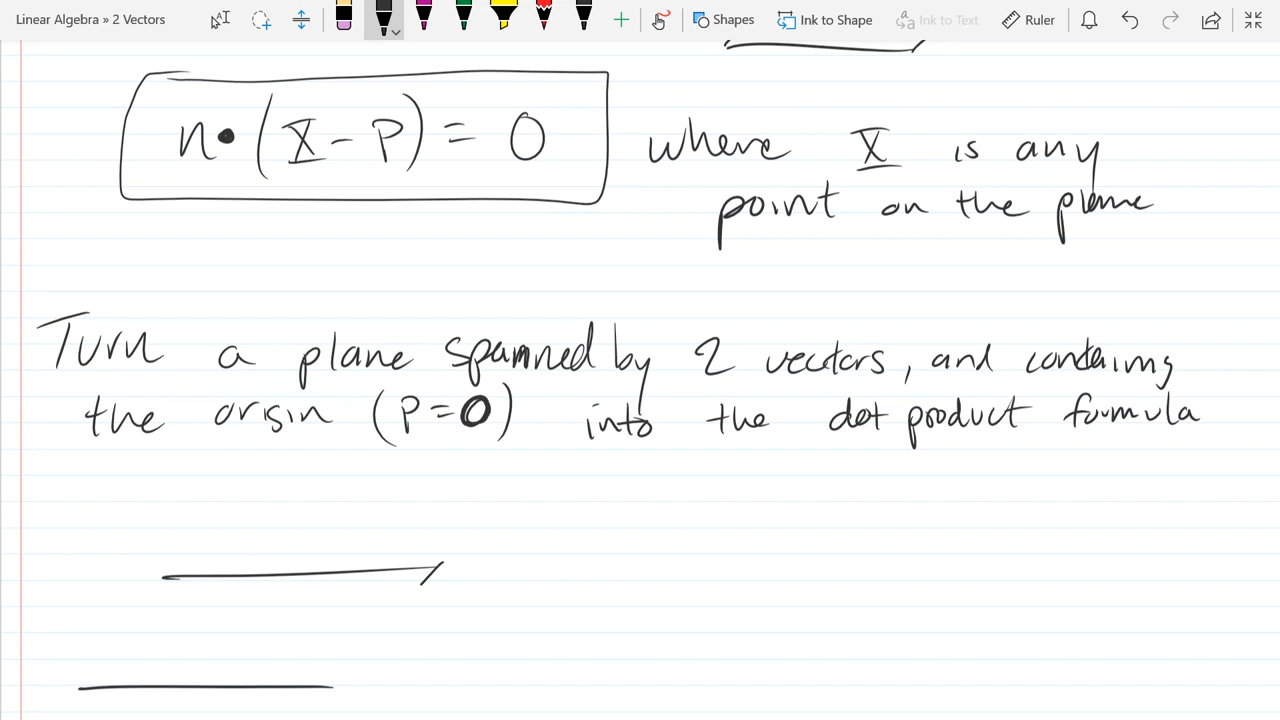 Linear Algebra » 2 Vectors
Shapes Ink to Shape Ink to Text Ruler
n•(X-P)=0
where X is any
point on the plane
Turn a plane spanned by 2 vectors, and containing
the origin (P=0) into the dot product formula